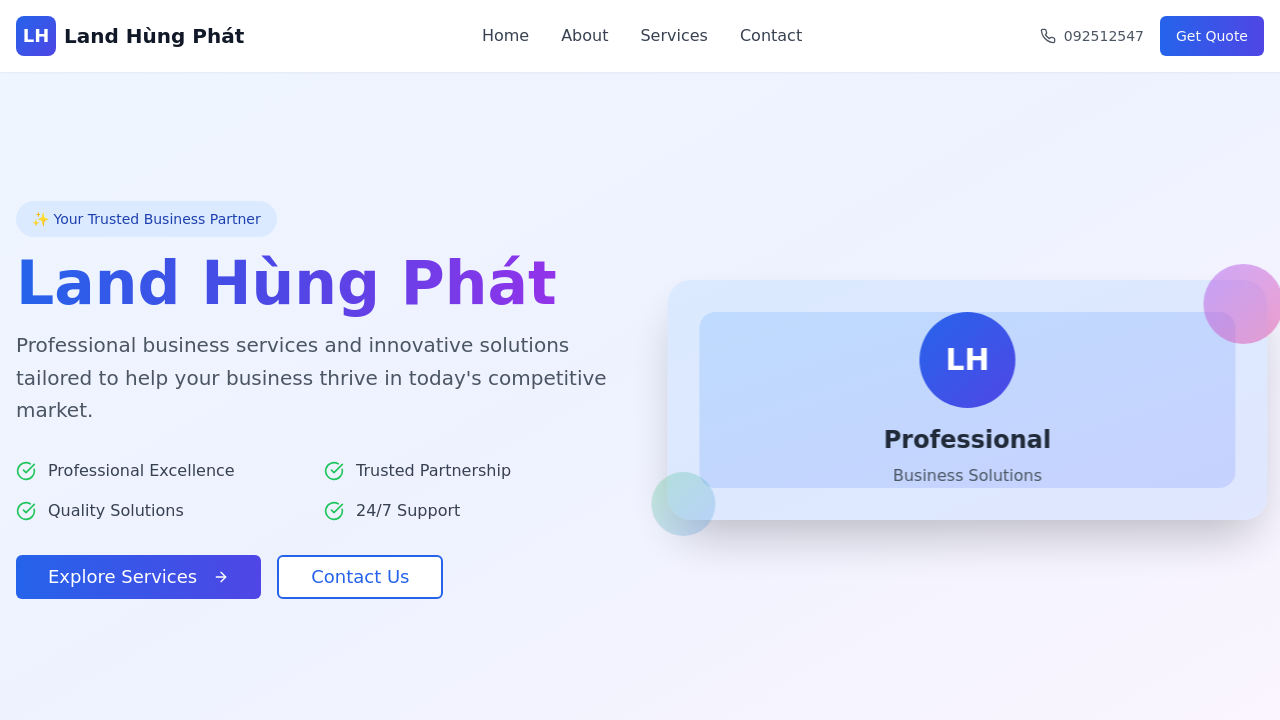 LH Land Hùng Phát
Home About Services Contact
092512547
Get Quote
✨ Your Trusted Business Partner
Land Hùng Phát
Professional business services and innovative solutions
tailored to help your business thrive in today's competitive
market.
Professional Excellence
Trusted Partnership
Quality Solutions
24/7 Support
Explore Services
Contact Us
LH
Professional
Business Solutions